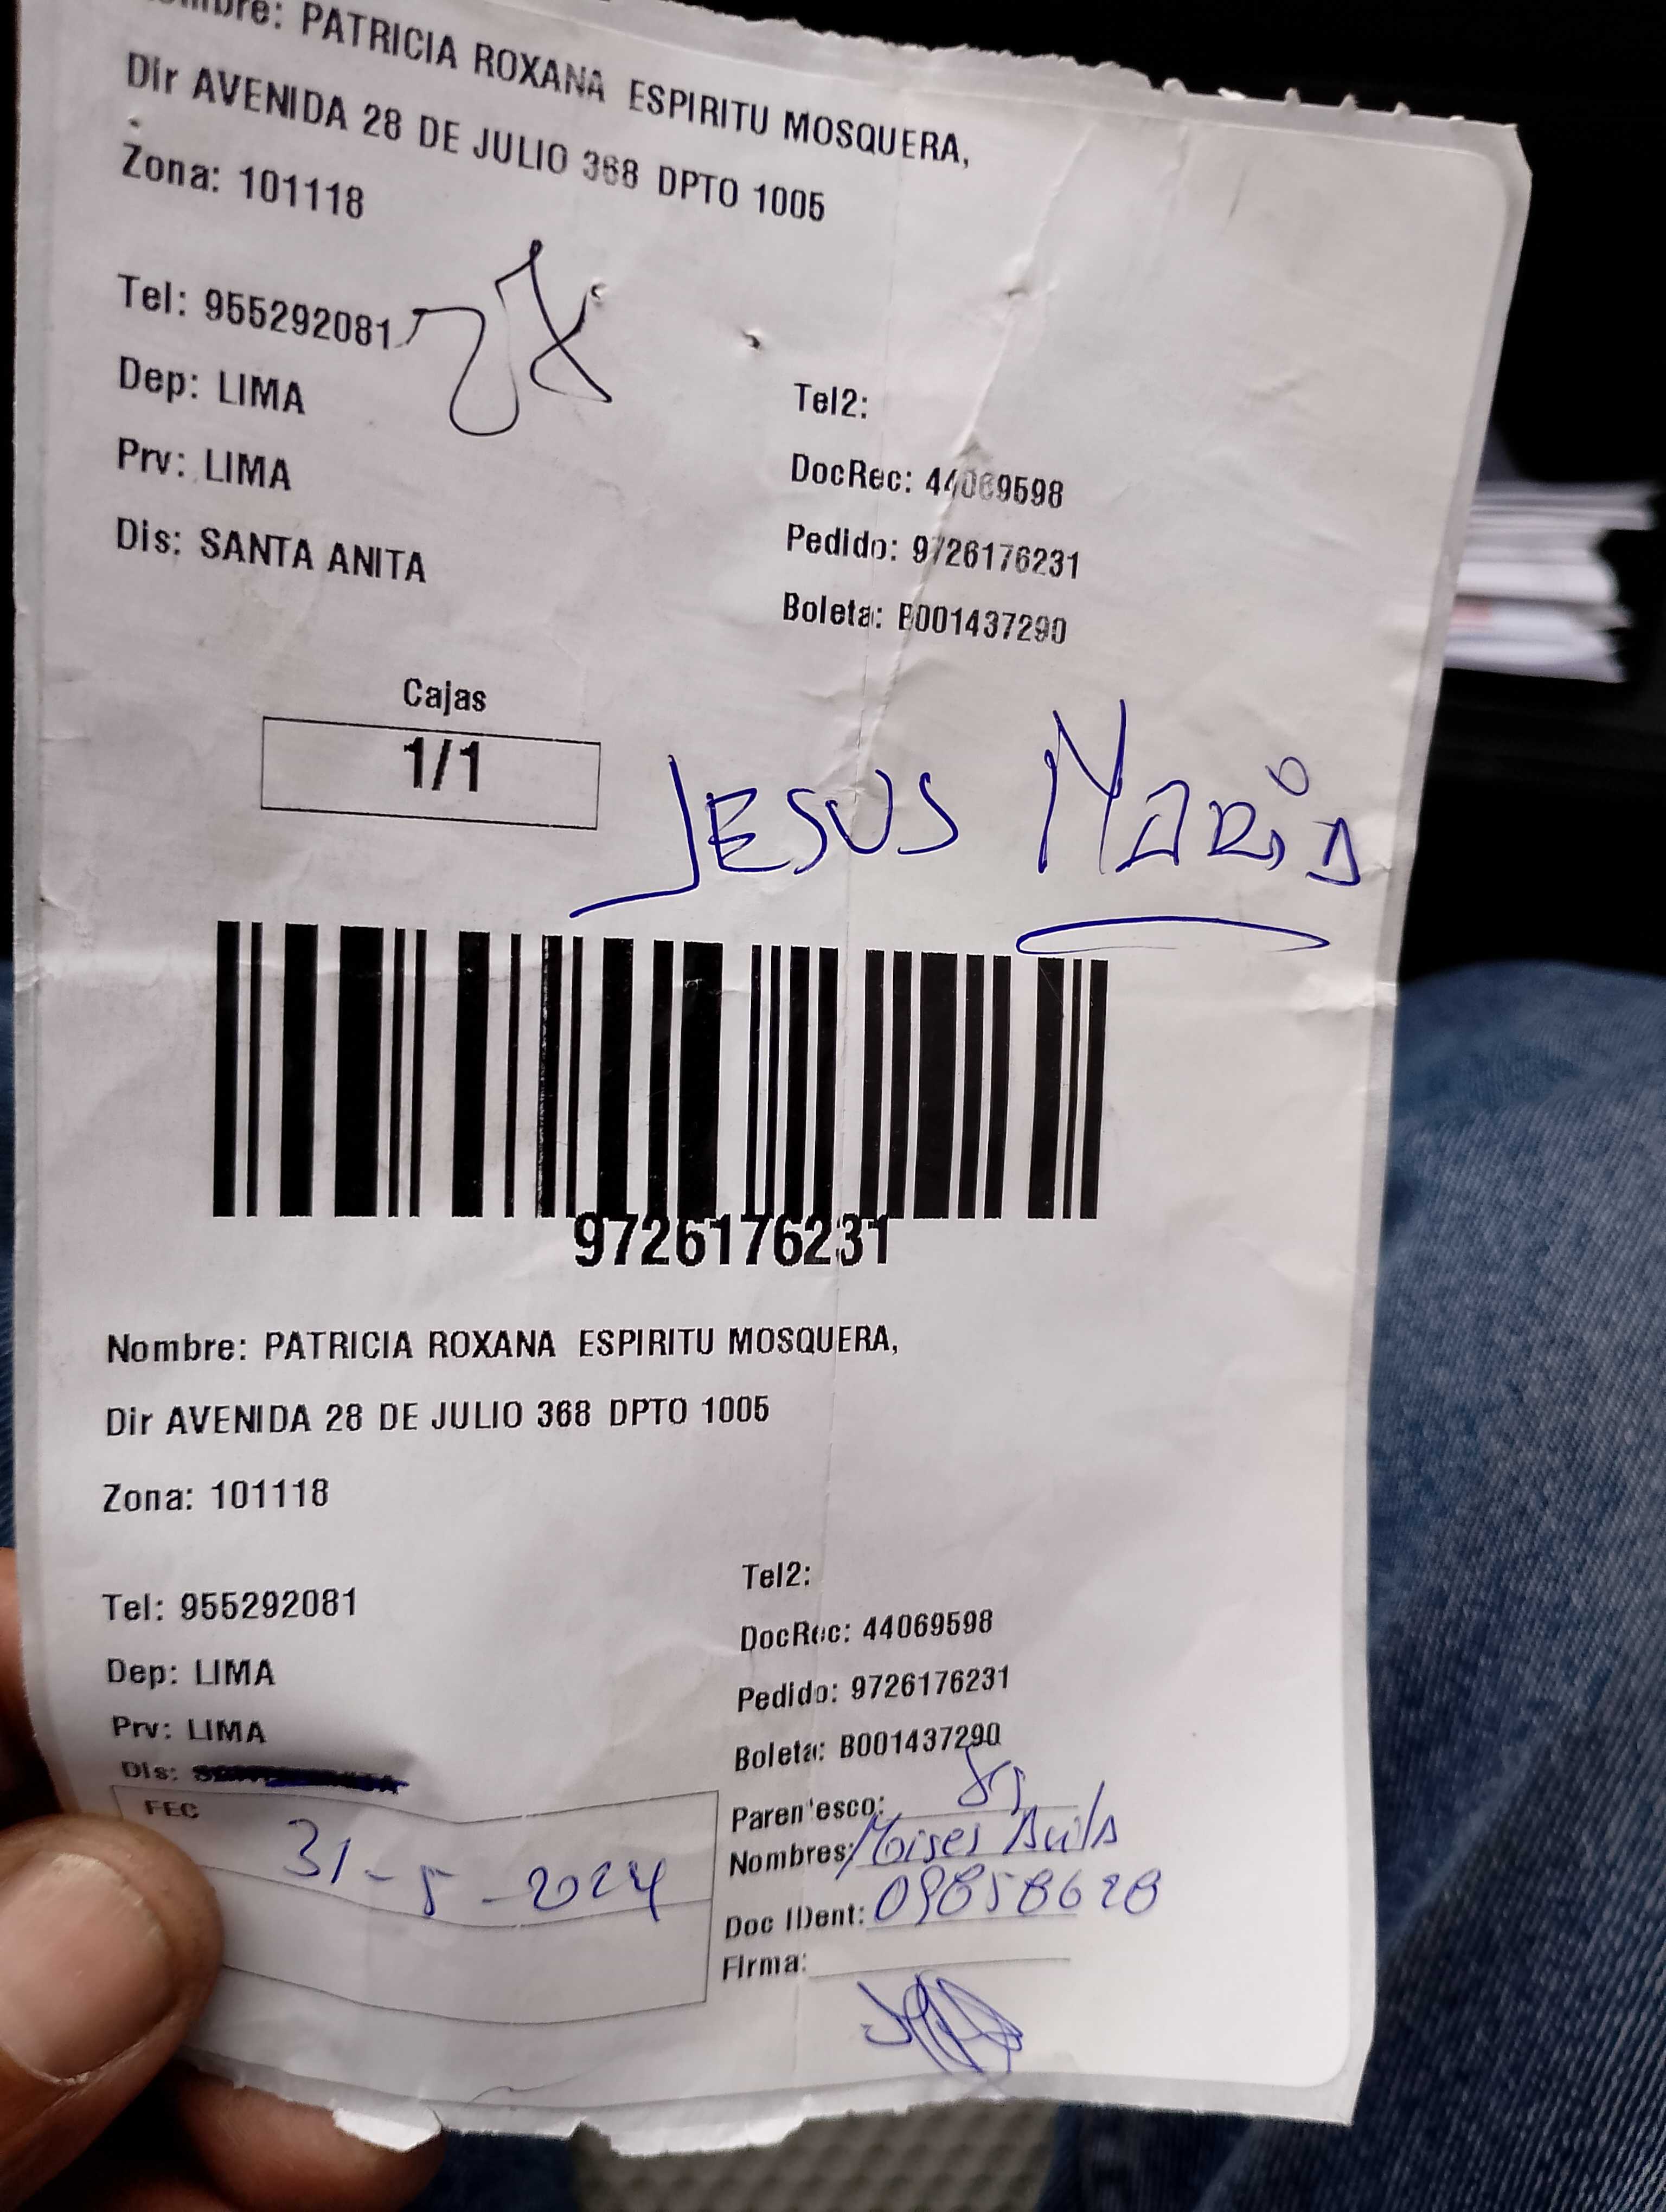 mbre: PATRICIA ROXANA ESPIRITU MOSQUERA,
Dir AVENIDA 28 DE JULIO 368 DPTO 1005
Zona: 101118
Tel: 955292081
Dep: LIMA
Tel2:
Prv: LIMA
DocRec: 44069598
Dis: SANTA ANITA
Pedido: 9726176231
Boleta: B001437290
Cajas
1/1
JESUS MARIA
9726176231
Nombre: PATRICIA ROXANA ESPIRITU MOSQUERA,
Dir AVENIDA 28 DE JULIO 368 DPTO 1005
Zona: 101118
Tel2:
Tel: 955292081
DocRec: 44069598
Dep: LIMA
Pedido: 9726176231
Prv: LIMA
Boleta: B001437290
Dis:
FEC
31-5-2024
Parentesco:
Nombres: Moises Avila
Doc IDent: 09858628
Firma: